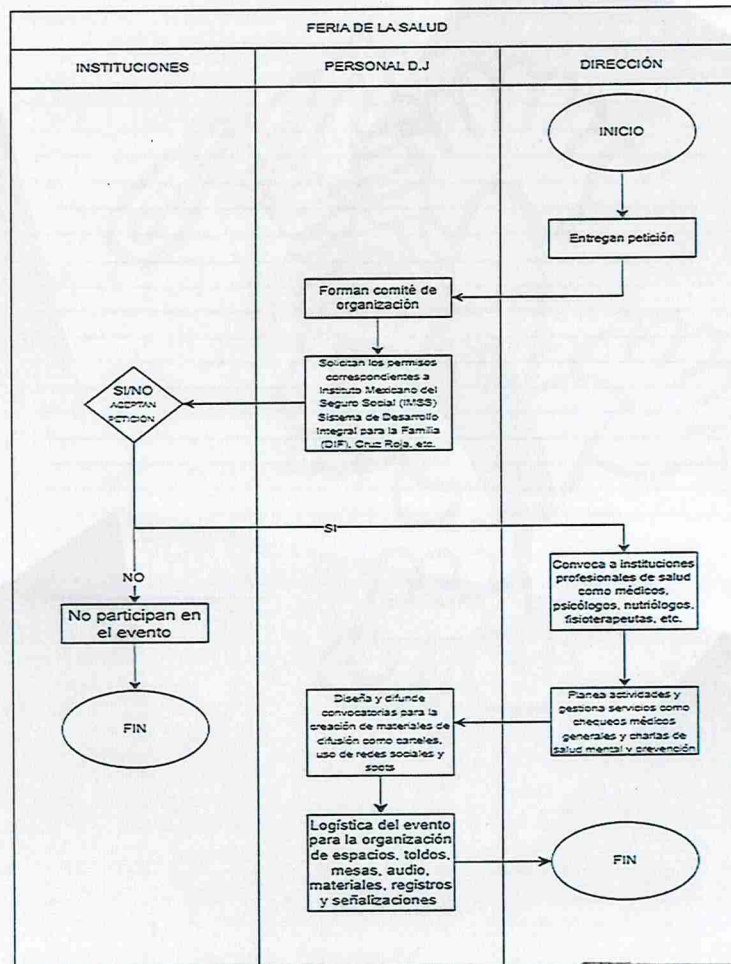 FERIA DE LA SALUD
INSTITUCIONES
PERSONAL D.J
DIRECCIÓN
INICIO
Entregan petición
Forman comité de
organización
Solicitan los permisos
correspondientes a
Instituto Mexicano del
Seguro Social (IMSS)
Sistema de Desarrollo
Integral para la Familia
(DIF), Cruz Roja, etc.
SI/NO
ACEPTAN
PETICIÓN
SI
NO
No participan en
el evento
FIN
Convoca a instituciones
profesionales de salud
como médicos,
psicólogos, nutriólogos,
fisioterapeutas, etc.
Planea actividades y
gestiona servicios como
chequeos médicos
generales y charlas de
salud mental y prevención
Diseña y difunde
convocatorias para la
creación de materiales de
difusión como carteles,
uso de redes sociales y
spots
Logística del evento
para la organización
de espacios, toldos,
mesas, audio,
materiales, registros
y señalizaciones
FIN